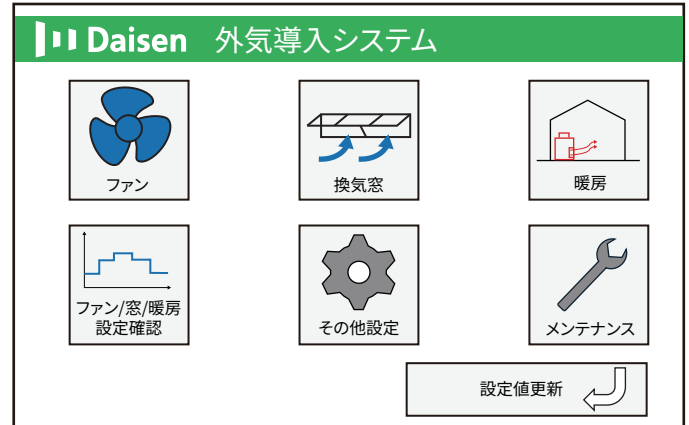 Daisen 外気導入システム
ファン
換気窓
暖房
ファン/窓/暖房
設定確認
その他設定
メンテナンス
設定値更新